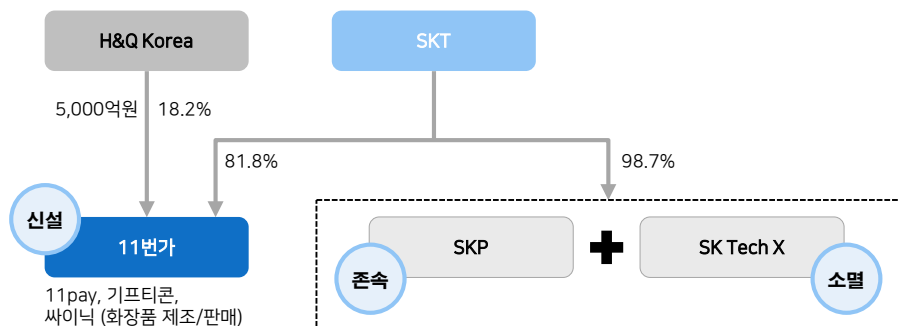 H&Q Korea
SKT
5,000억원
18.2%
81.8%
98.7%
신설
11번가
SKP
SK Tech X
존속
소멸
11pay, 기프티콘,
싸이닉 (화장품 제조/판매)